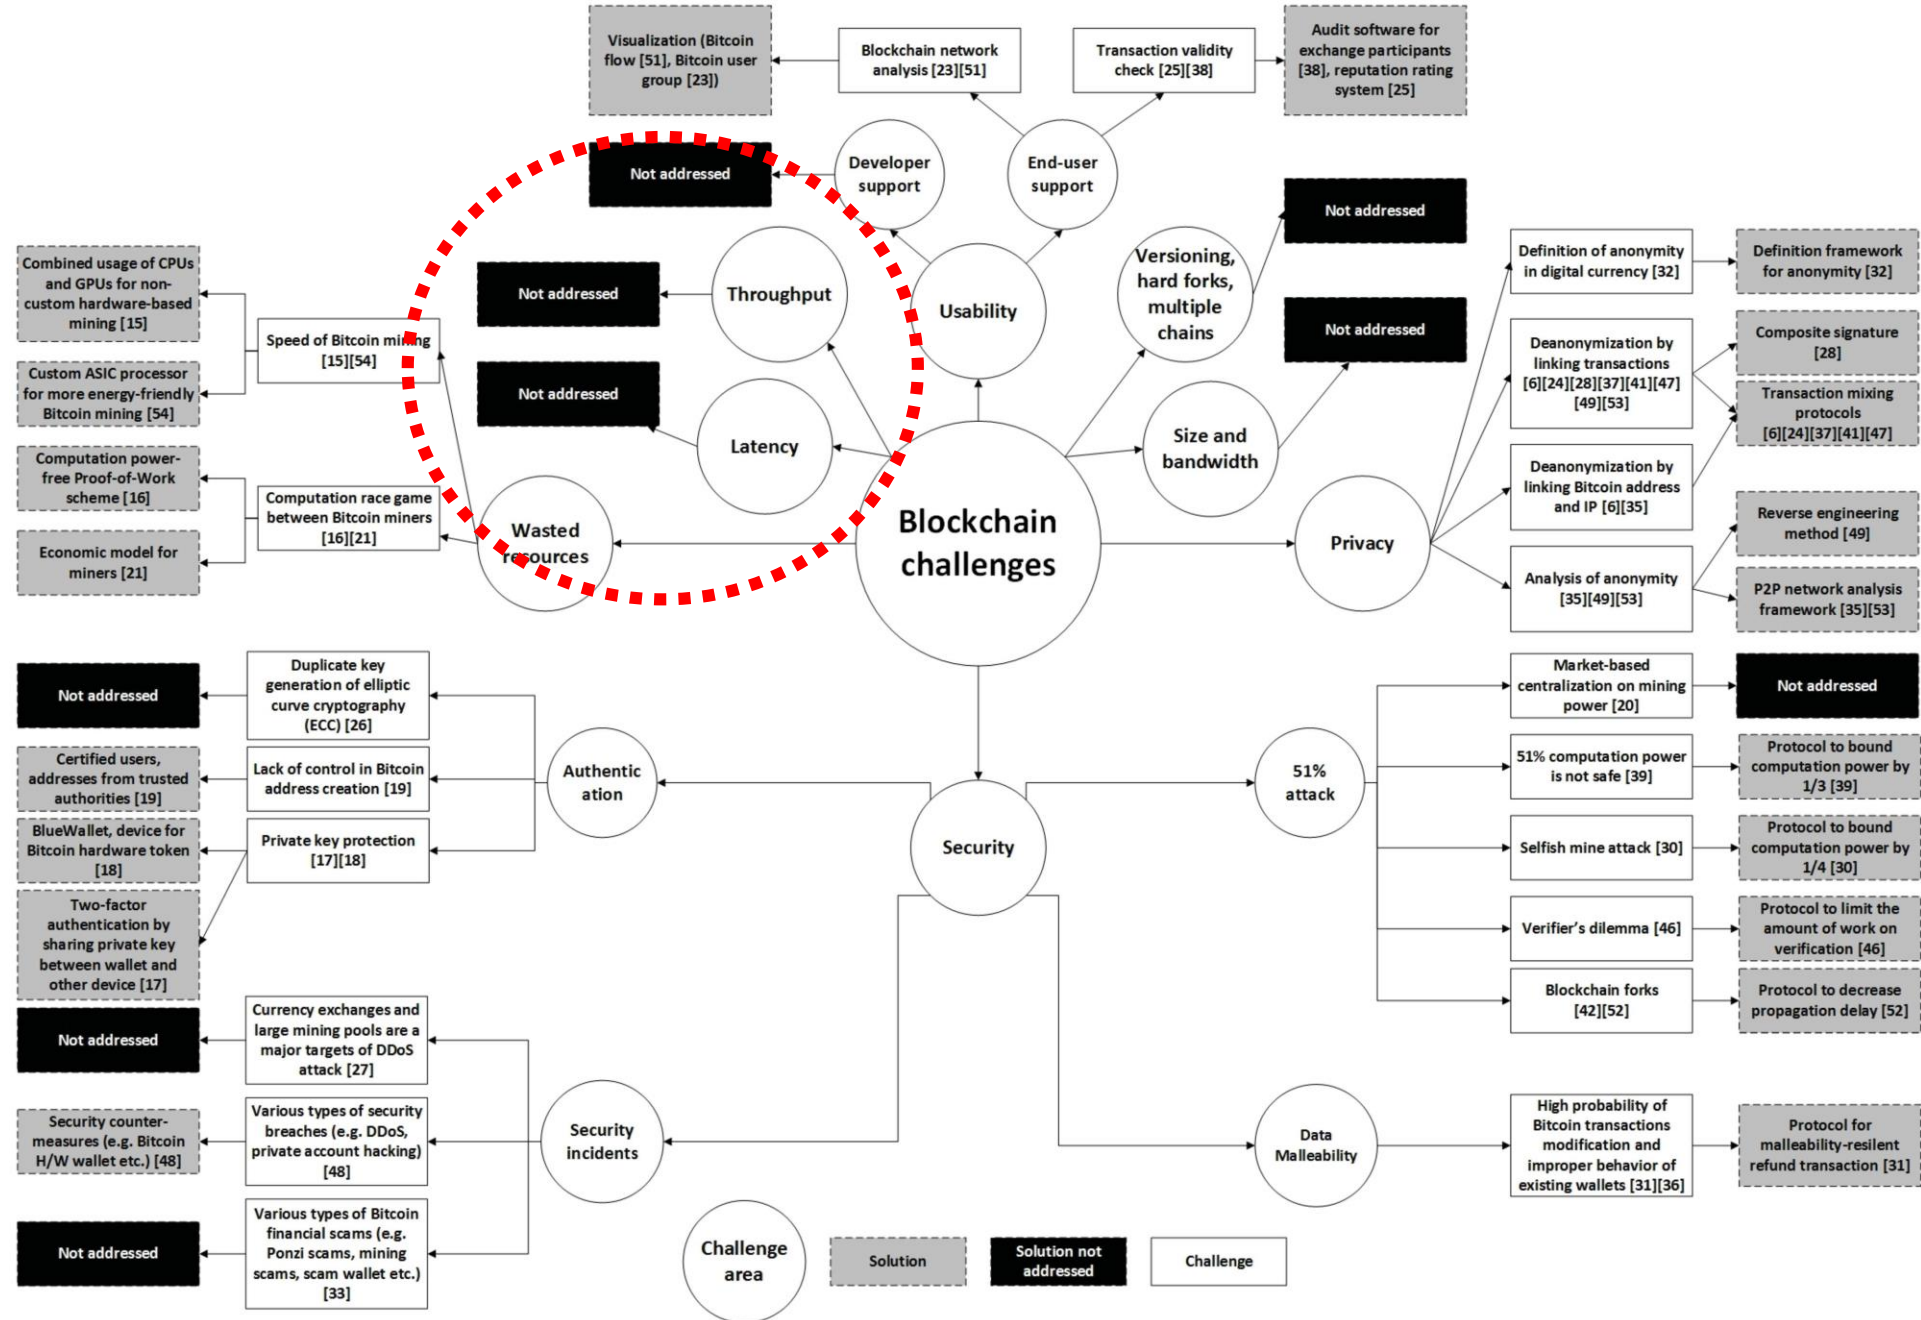 Visualization (Bitcoin
flow [51], Bitcoin user
group [23])
Blockchain network
analysis [23][51]
Transaction validity
check [25][38]
Audit software for
exchange participants
[38], reputation rating
system [25]
Not addressed
Developer
support
End-user
support
Not addressed
Not addressed
Throughput
Usability
Versioning,
hard forks,
multiple
chains
Not addressed
Not addressed
Latency
Size and
bandwidth
Combined usage of CPUs
and GPUs for non-
custom hardware-based
mining [15]
Custom ASIC processor
for more energy-friendly
Bitcoin mining [54]
Speed of Bitcoin mining
[15][54]
Computation power-
free Proof-of-Work
scheme [16]
Economic model for
miners [21]
Computation race game
between Bitcoin miners
[16][21]
Wasted
resources
Blockchain
challenges
Privacy
Definition of anonymity
in digital currency [32]
Definition framework
for anonymity [32]
Deanonymization by
linking transactions
[6][24][28][37][41][47]
[49][53]
Composite signature
[28]
Transaction mixing
protocols
[6][24][37][41][47]
Deanonymization by
linking Bitcoin address
and IP [6][35]
Analysis of anonymity
[35][49][53]
Reverse engineering
method [49]
P2P network analysis
framework [35][53]
Not addressed
Duplicate key
generation of elliptic
curve cryptography
(ECC) [26]
Certified users,
addresses from trusted
authorities [19]
Lack of control in Bitcoin
address creation [19]
BlueWallet, device for
Bitcoin hardware token
[18]
Private key protection
[17][18]
Two-factor
authentication by
sharing private key
between wallet and
other device [17]
Authentic
ation
Security
51%
attack
Market-based
centralization on mining
power [20]
Not addressed
51% computation power
is not safe [39]
Protocol to bound
computation power by
1/3 [39]
Selfish mine attack [30]
Protocol to bound
computation power by
1/4 [30]
Verifier's dilemma [46]
Protocol to limit the
amount of work on
verification [46]
Blockchain forks
[42][52]
Protocol to decrease
propagation delay [52]
Not addressed
Currency exchanges and
large mining pools are a
major targets of DDoS
attack [27]
Security counter-
measures (e.g. Bitcoin
H/W wallet etc.) [48]
Various types of security
breaches (e.g. DDoS,
private account hacking)
[48]
Not addressed
Various types of Bitcoin
financial scams (e.g.
Ponzi scams, mining
scams, scam wallet etc.)
[33]
Security
incidents
Data
Malleability
High probability of
Bitcoin transactions
modification and
improper behavior of
existing wallets [31][36]
Protocol for
malleability-resilent
refund transaction [31]
Challenge
area
Solution
Solution not
addressed
Challenge